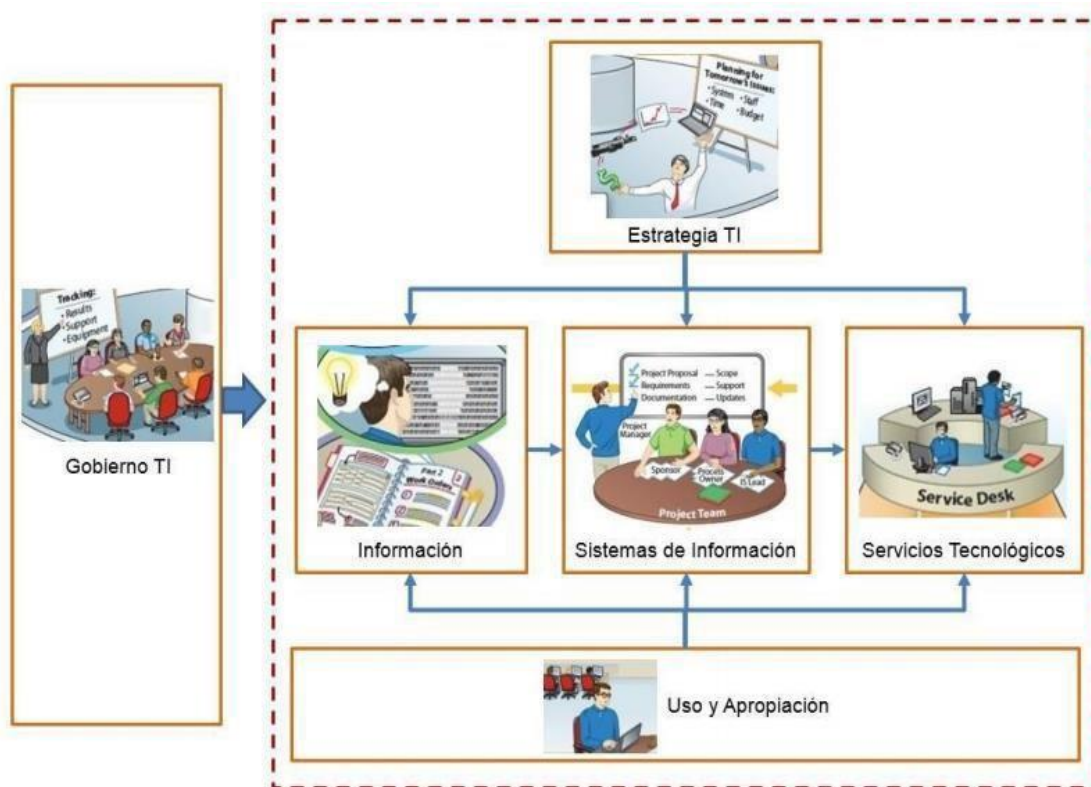 Planning for
Tomorrow's Issues:
• System • Staff
• Time • Budget
Estrategia TI
Tracking:
• Results
• Support
• Equipment
Gobierno TI
Part 2
Work Orders
2
Información
Project Proposal — Scope
Requirements — Support
Documentation — Updates
Project
Manager
Sponsor
Process
Owner
IS Lead
Project Team
Sistemas de Información
Service Desk
Servicios Tecnológicos
Uso y Apropiación